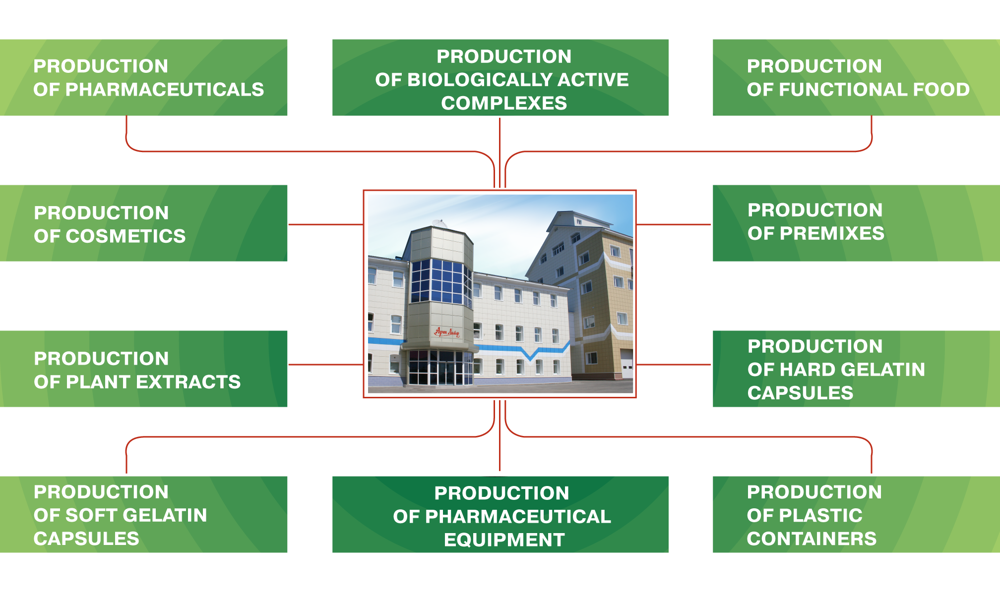 PRODUCTION
OF PHARMACEUTICALS
PRODUCTION
OF BIOLOGICALLY ACTIVE
COMPLEXES
PRODUCTION
OF FUNCTIONAL FOOD
PRODUCTION
OF COSMETICS
PRODUCTION
OF PREMIXES
Арт Лайф
PRODUCTION
OF PLANT EXTRACTS
PRODUCTION
OF HARD GELATIN
CAPSULES
PRODUCTION
OF SOFT GELATIN
CAPSULES
PRODUCTION
OF PHARMACEUTICAL
EQUIPMENT
PRODUCTION
OF PLASTIC
CONTAINERS